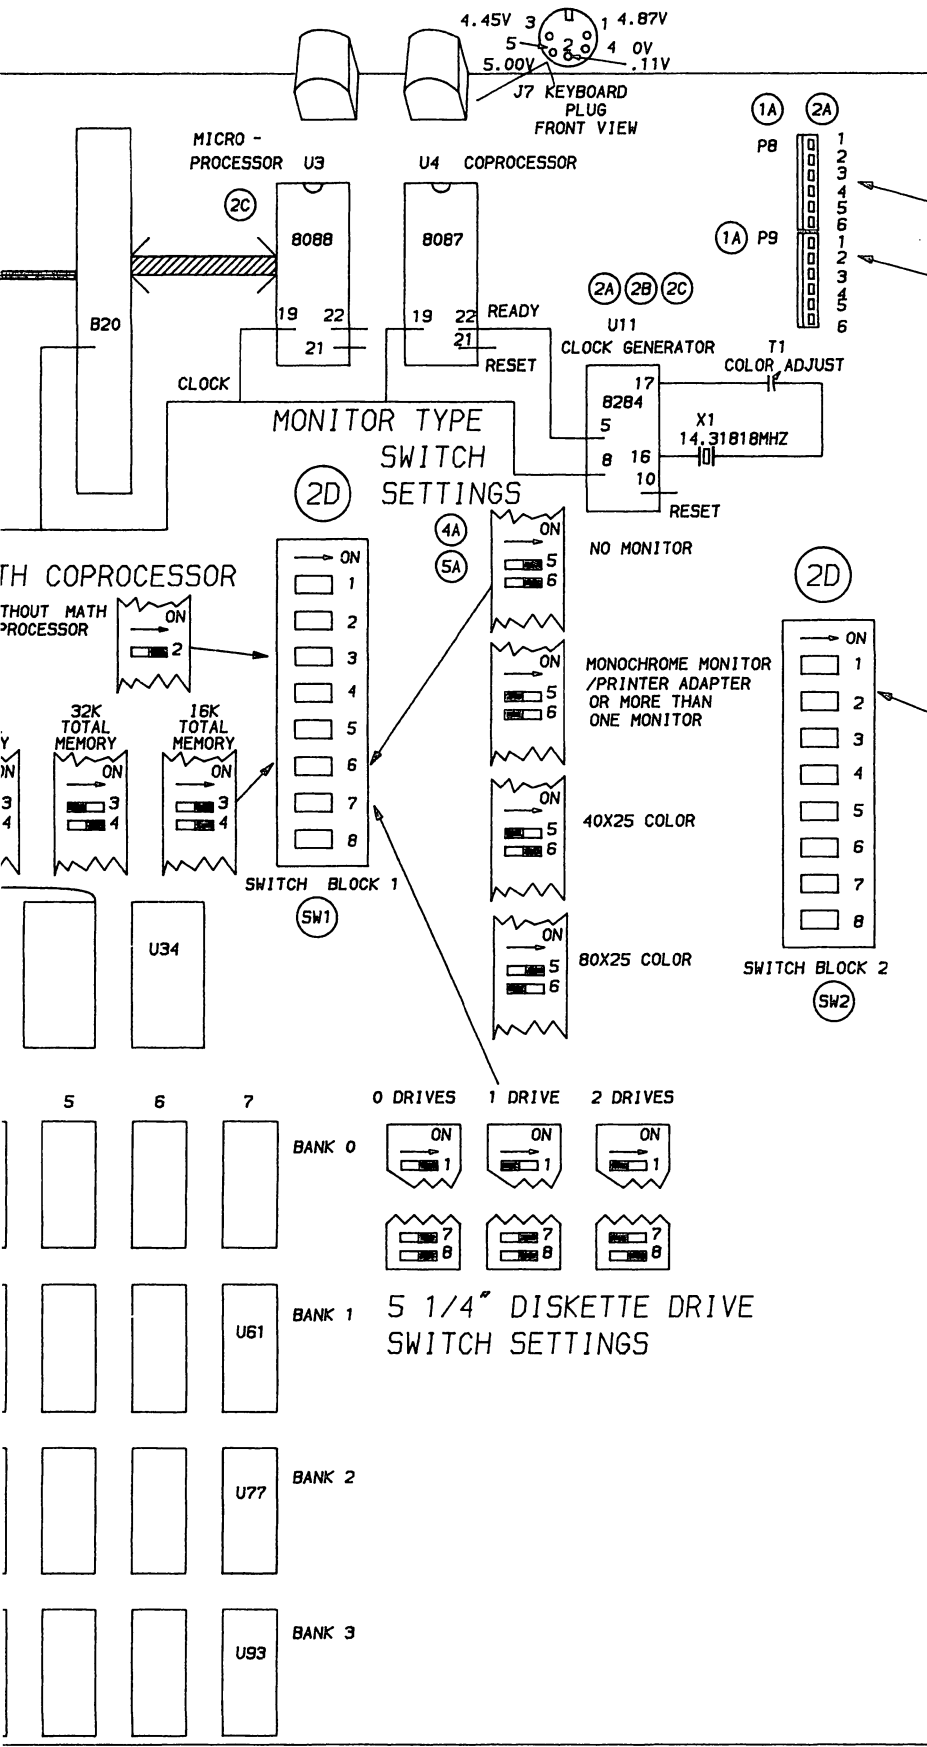 4.45V 3
1 4.87V
5
2
4 0V
5.00V
.11V
J7 KEYBOARD
PLUG
FRONT VIEW
1A 2A
P8
1
2
3
4
5
6
1A P9
1
2
3
4
5
6
MICRO -
PROCESSOR U3
U4 COPROCESSOR
2C
8088
8087
B20
19 22
21
19 22 READY
21
RESET
CLOCK
2A 2B 2C
U11
CLOCK GENERATOR
T1
COLOR ADJUST
17
8284
5
X1
14.31818MHZ
8 16
10
RESET
MONITOR TYPE
SWITCH
SETTINGS
2D
4A
5A
ON
5
6
NO MONITOR
2D
TH COPROCESSOR
THOUT MATH
PROCESSOR
ON
2
ON
1
2
3
4
5
6
7
8
SWITCH BLOCK 1
SW1
ON
5
6
MONOCHROME MONITOR
/PRINTER ADAPTER
OR MORE THAN
ONE MONITOR
ON
1
2
3
4
5
6
7
8
SWITCH BLOCK 2
SW2
Y
ON
3
4
32K
TOTAL
MEMORY
ON
3
4
16K
TOTAL
MEMORY
ON
3
4
ON
5
6
40X25 COLOR
ON
5
6
80X25 COLOR
U34
5 6 7
0 DRIVES 1 DRIVE 2 DRIVES
BANK 0
ON
1
ON
1
ON
1
7
8
7
8
7
8
5 1/4" DISKETTE DRIVE
SWITCH SETTINGS
U61
BANK 1
U77
BANK 2
U93
BANK 3